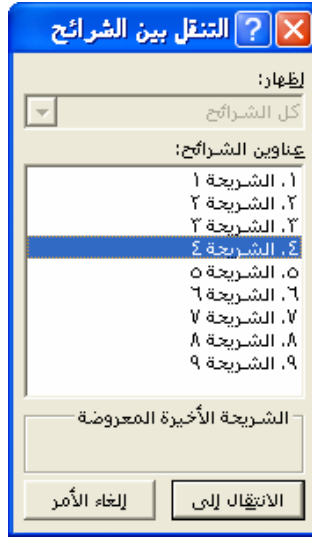 التنقل بين الشرائح
إظهار:
كل الشرائح
عناوين الشرائح:
١. الشريحة ١
٢. الشريحة ٢
٣. الشريحة ٣
٤. الشريحة ٤
٥. الشريحة ٥
٦. الشريحة ٦
٧. الشريحة ٧
٨. الشريحة ٨
٩. الشريحة ٩
الشريحة الأخيرة المعروضة
الانتقال إلى
إلغاء الأمر